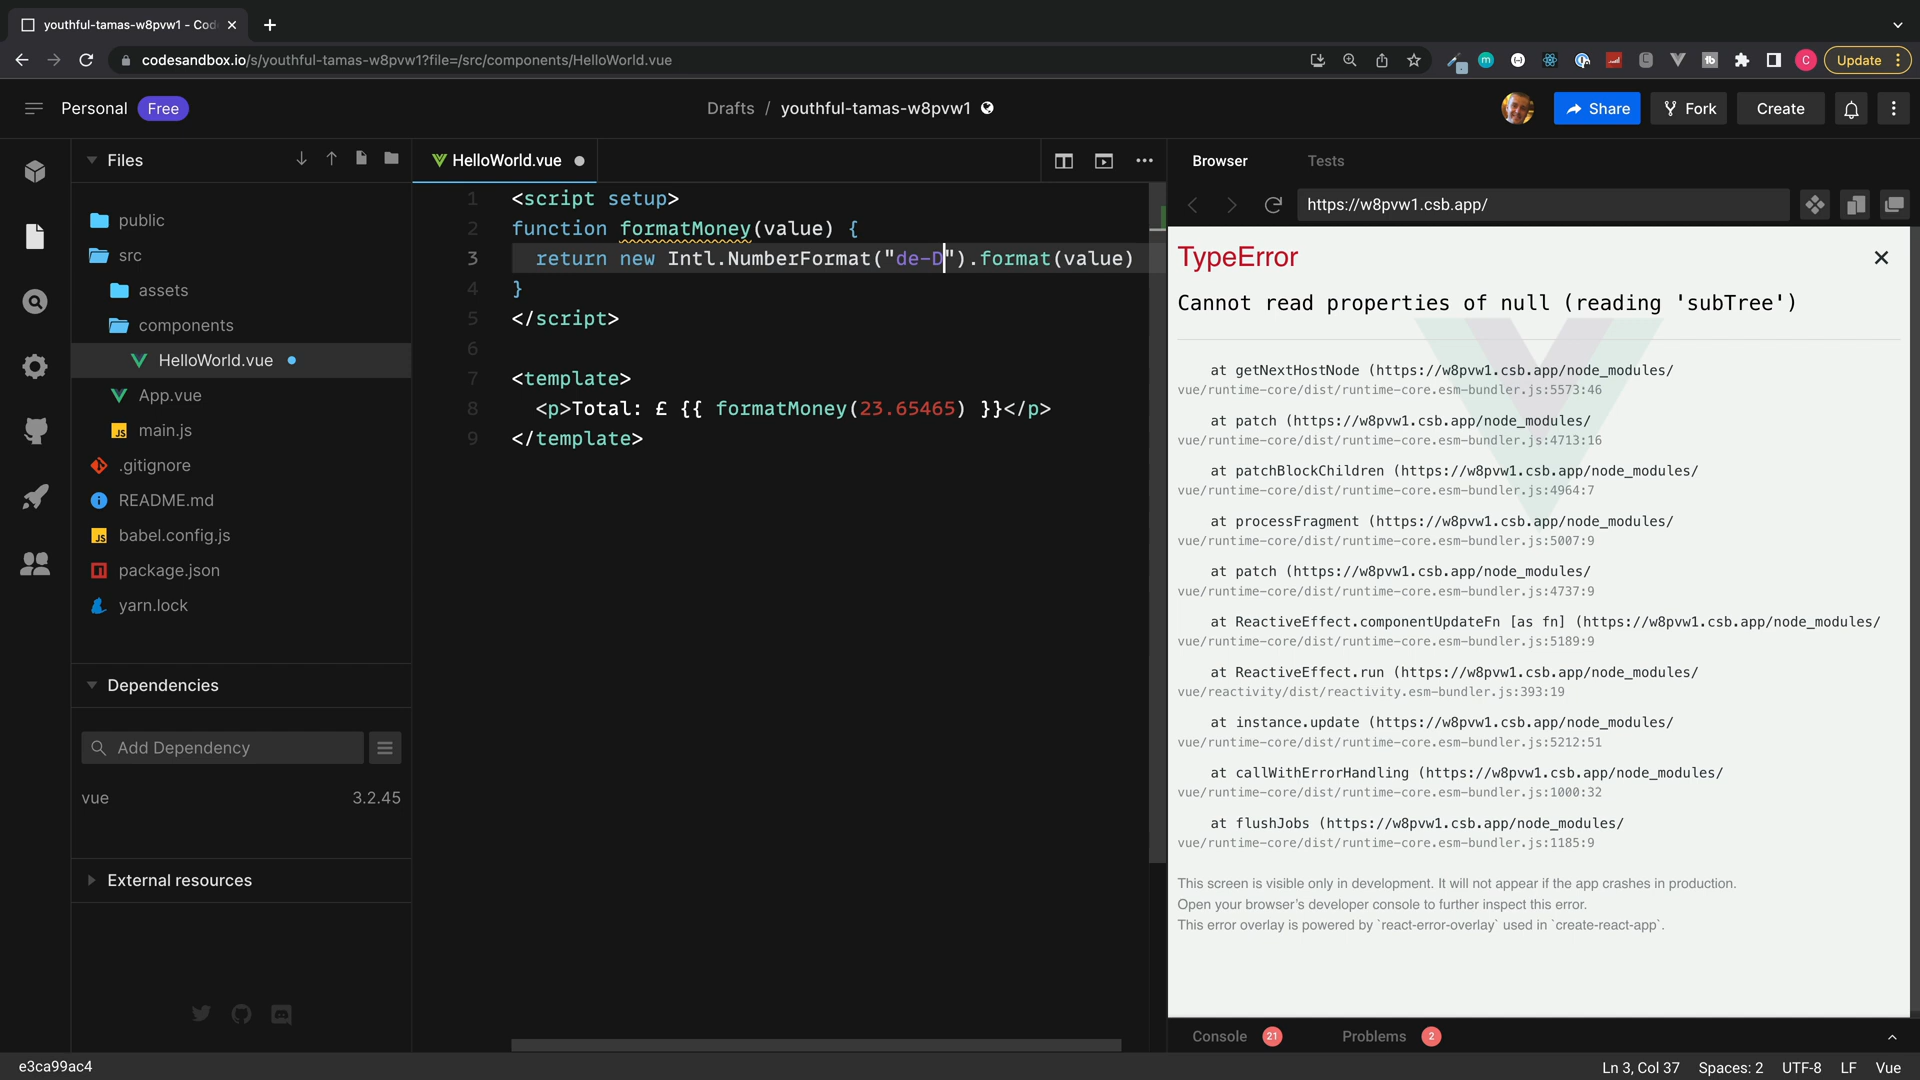 youthful-tamas-w8pvw1 - Cod
codesandbox.io/s/youthful-tamas-w8pvw1?file=/src/components/HelloWorld.vue
Update
Personal Free
Drafts / youthful-tamas-w8pvw1
Share
Fork
Create
Files
public
src
assets
components
HelloWorld.vue
App.vue
main.js
.gitignore
README.md
babel.config.js
package.json
yarn.lock
Dependencies
Add Dependency
vue 3.2.45
External resources
HelloWorld.vue
1 <script setup>
2 function formatMoney(value) {
3 return new Intl.NumberFormat("de-D").format(value)
4 }
5 </script>
6
7 <template>
8 <p>Total: £ {{ formatMoney(23.65465) }}</p>
9 </template>
Browser Tests
https://w8pvw1.csb.app/
TypeError
Cannot read properties of null (reading 'subTree')
at getNextHostNode (https://w8pvw1.csb.app/node_modules/
vue/runtime-core/dist/runtime-core.esm-bundler.js:5573:46
at patch (https://w8pvw1.csb.app/node_modules/
vue/runtime-core/dist/runtime-core.esm-bundler.js:4713:16
at patchBlockChildren (https://w8pvw1.csb.app/node_modules/
vue/runtime-core/dist/runtime-core.esm-bundler.js:4964:7
at processFragment (https://w8pvw1.csb.app/node_modules/
vue/runtime-core/dist/runtime-core.esm-bundler.js:5007:9
at patch (https://w8pvw1.csb.app/node_modules/
vue/runtime-core/dist/runtime-core.esm-bundler.js:4737:9
at ReactiveEffect.componentUpdateFn [as fn] (https://w8pvw1.csb.app/node_modules/
vue/runtime-core/dist/runtime-core.esm-bundler.js:5189:9
at ReactiveEffect.run (https://w8pvw1.csb.app/node_modules/
vue/reactivity/dist/reactivity.esm-bundler.js:393:19
at instance.update (https://w8pvw1.csb.app/node_modules/
vue/runtime-core/dist/runtime-core.esm-bundler.js:5212:51
at callWithErrorHandling (https://w8pvw1.csb.app/node_modules/
vue/runtime-core/dist/runtime-core.esm-bundler.js:1000:32
at flushJobs (https://w8pvw1.csb.app/node_modules/
vue/runtime-core/dist/runtime-core.esm-bundler.js:1185:9
This screen is visible only in development. It will not appear if the app crashes in production.
Open your browser's developer console to further inspect this error.
This error overlay is powered by `react-error-overlay` used in `create-react-app`.
Console 21 Problems 2
e3ca99ac4
Ln 3, Col 37 Spaces: 2 UTF-8 LF Vue